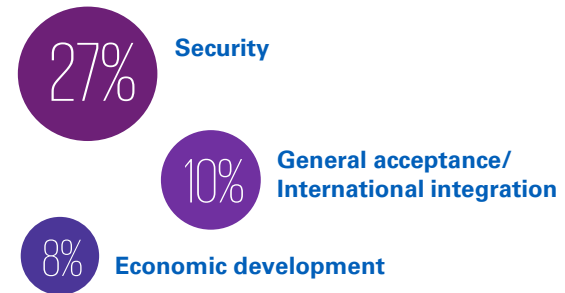 27%
Security
10%
General acceptance/
International integration
8%
Economic development